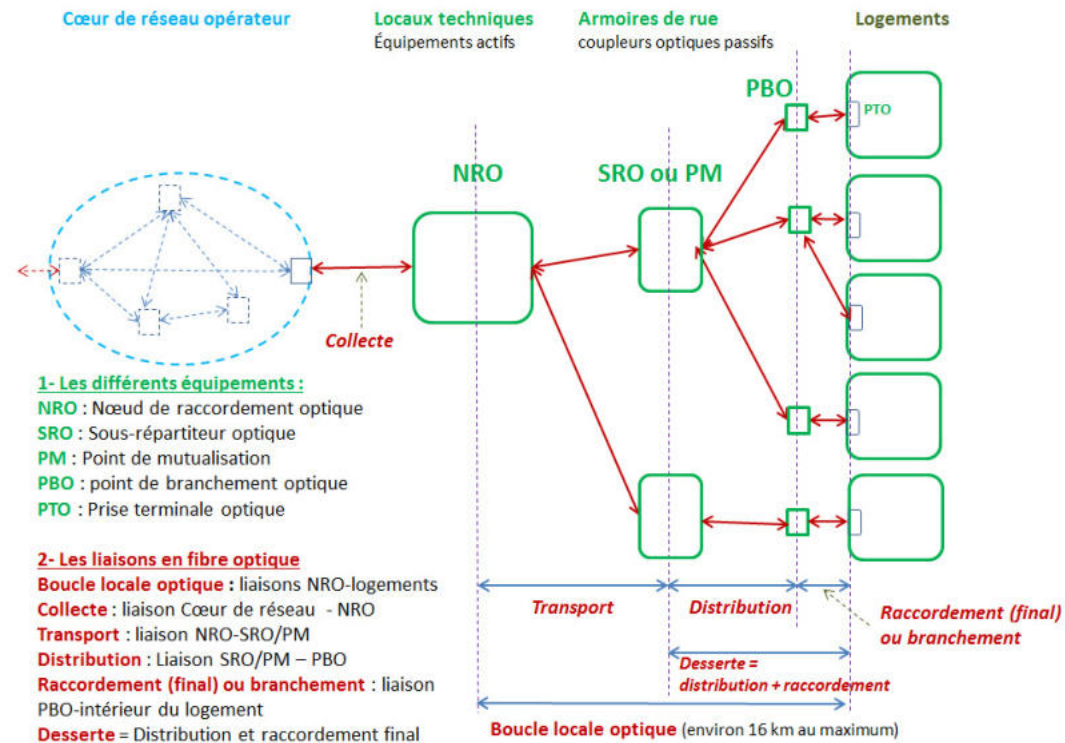 Cœur de réseau opérateur
Locaux techniques
Équipements actifs
Armoires de rue
coupleurs optiques passifs
Logements
PBO
PTO
NRO
SRO ou PM
Collecte
1- Les différents équipements :
NRO : Nœud de raccordement optique
SRO : Sous-répartiteur optique
PM : Point de mutualisation
PBO : point de branchement optique
PTO : Prise terminale optique
2- Les liaisons en fibre optique
Boucle locale optique : liaisons NRO-logements
Collecte : liaison Cœur de réseau - NRO
Transport : liaison NRO-SRO/PM
Distribution : Liaison SRO/PM – PBO
Raccordement (final) ou branchement : liaison
PBO-intérieur du logement
Desserte = Distribution et raccordement final
Transport
Distribution
Raccordement (final)
ou branchement
Desserte =
distribution + raccordement
Boucle locale optique (environ 16 km au maximum)